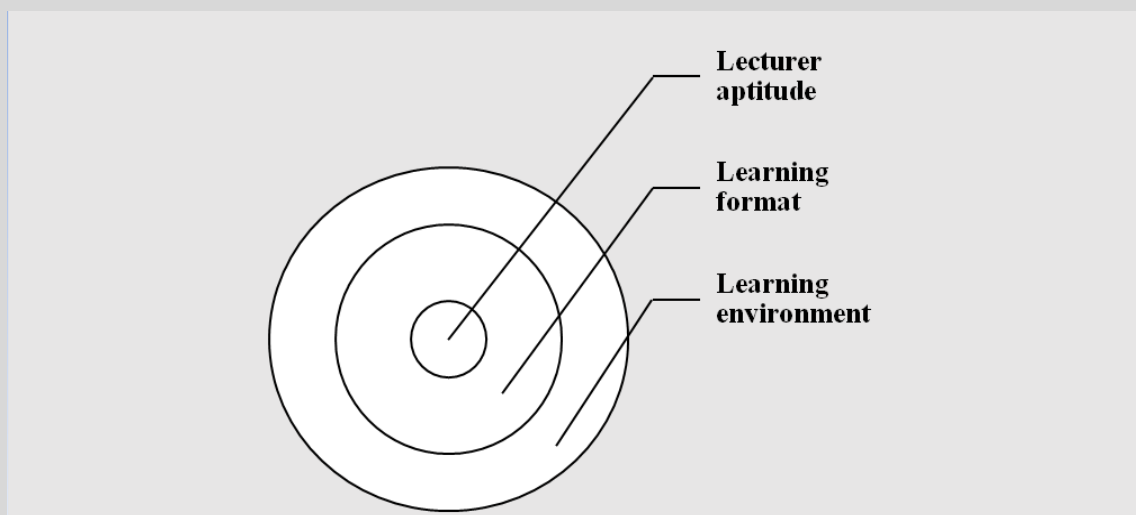 Lecturer
aptitude
Learning
format
Learning
environment